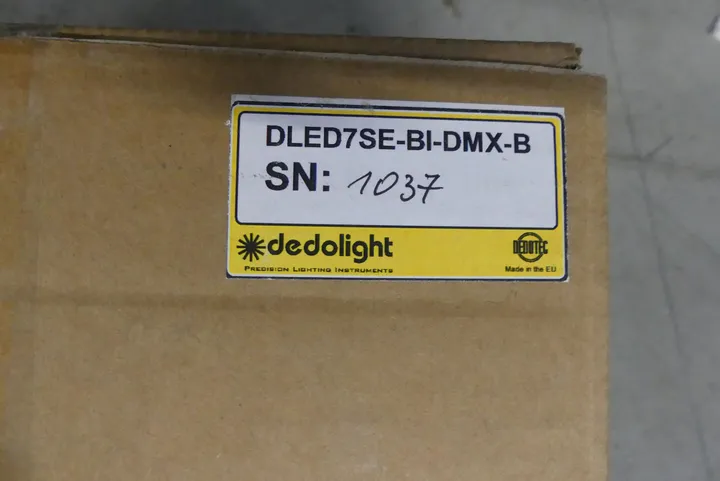 DLED7SE-BI-DMX-B
SN: 1037
dedolight
DEDOTEC
PRECISION LIGHTING INSTRUMENTS
Made in the EU